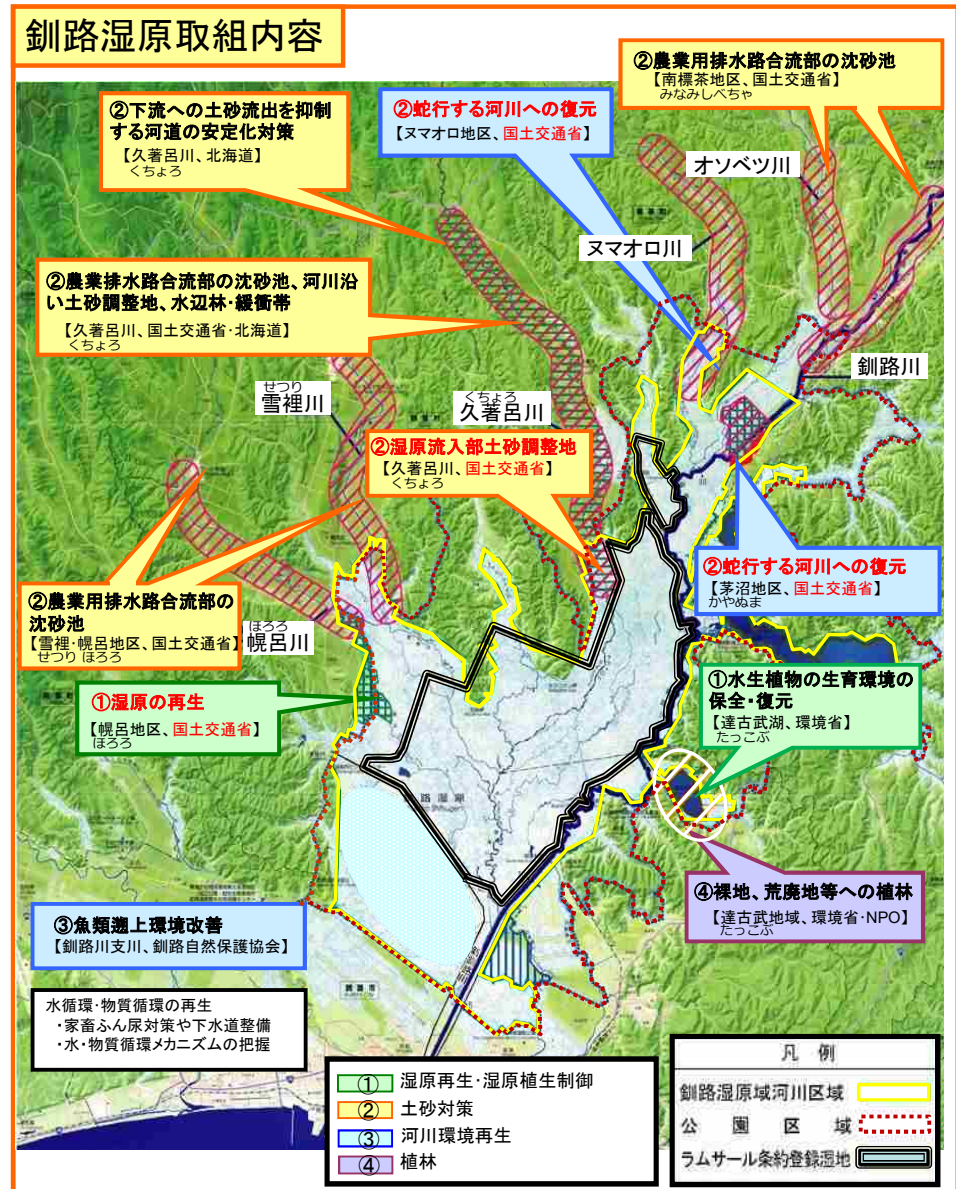 釧路湿原取組内容
②農業用排水路合流部の沈砂池
【南標茶地区、国土交通省】
みなみしべちゃ
②下流への土砂流出を抑制
する河道の安定化対策
【久著呂川、北海道】
くちょろ
②蛇行する河川への復元
【ヌマオロ地区、国土交通省】
オソベツ川
ヌマオロ川
②農業排水路合流部の沈砂池、河川沿
い土砂調整地、水辺林・緩衝帯
【久著呂川、国土交通省・北海道】
くちょろ
釧路川
せつり
雪裡川
くちょろ
久著呂川
②湿原流入部土砂調整地
【久著呂川、国土交通省】
くちょろ
②蛇行する河川への復元
【茅沼地区、国土交通省】
かやぬま
②農業用排水路合流部の
沈砂池
【雪裡・幌呂地区、国土交通省】
せつり ほろろ
ほろろ
幌呂川
①湿原の再生
【幌呂地区、国土交通省】
ほろろ
①水生植物の生育環境の
保全・復元
【達古武湖、環境省】
たっこぶ
釧路湿原
④裸地、荒廃地等への植林
【達古武地域、環境省・NPO】
たっこぶ
③魚類遡上環境改善
【釧路川支川、釧路自然保護協会】
水循環・物質循環の再生
・家畜ふん尿対策や下水道整備
・水・物質循環メカニズムの把握
① 湿原再生・湿原植生制御
② 土砂対策
③ 河川環境再生
④ 植林
凡 例
釧路湿原域河川区域
公園区域
ラムサール条約登録湿地